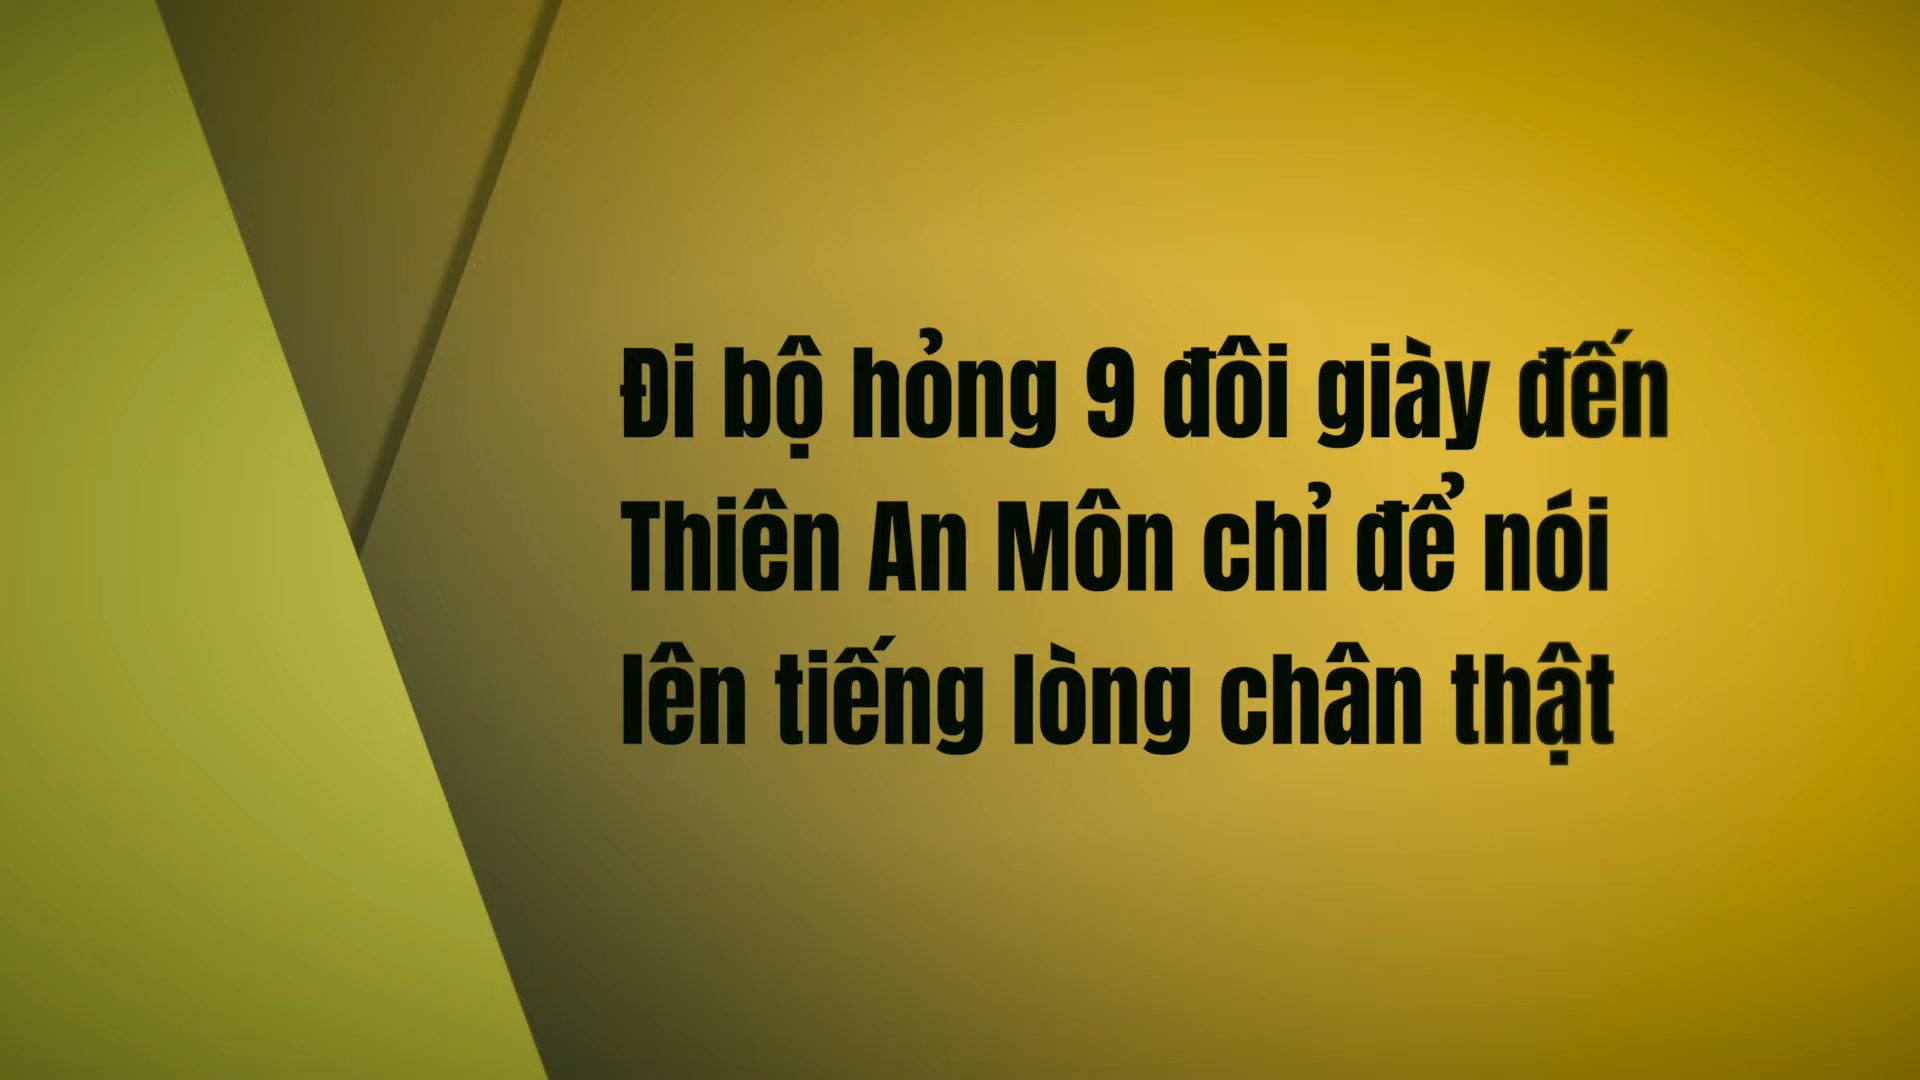 Đi bộ hỏng 9 đôi giày đến
Thiên An Môn chỉ để nói
lên tiếng lòng chân thật